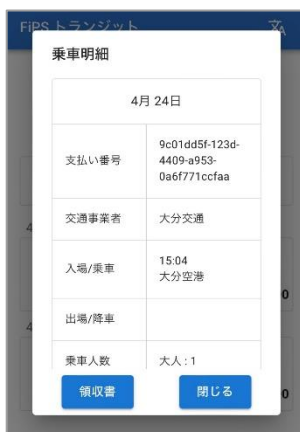 FiPS トランジット
乗車明細
4月 24日
支払い番号
9c01dd5f-123d-
4409-a953-
0a6f771ccfaa
交通事業者
大分交通
入場/乗車
15:04
大分空港
出場/降車
乗車人数
大人 : 1
領収書
閉じる